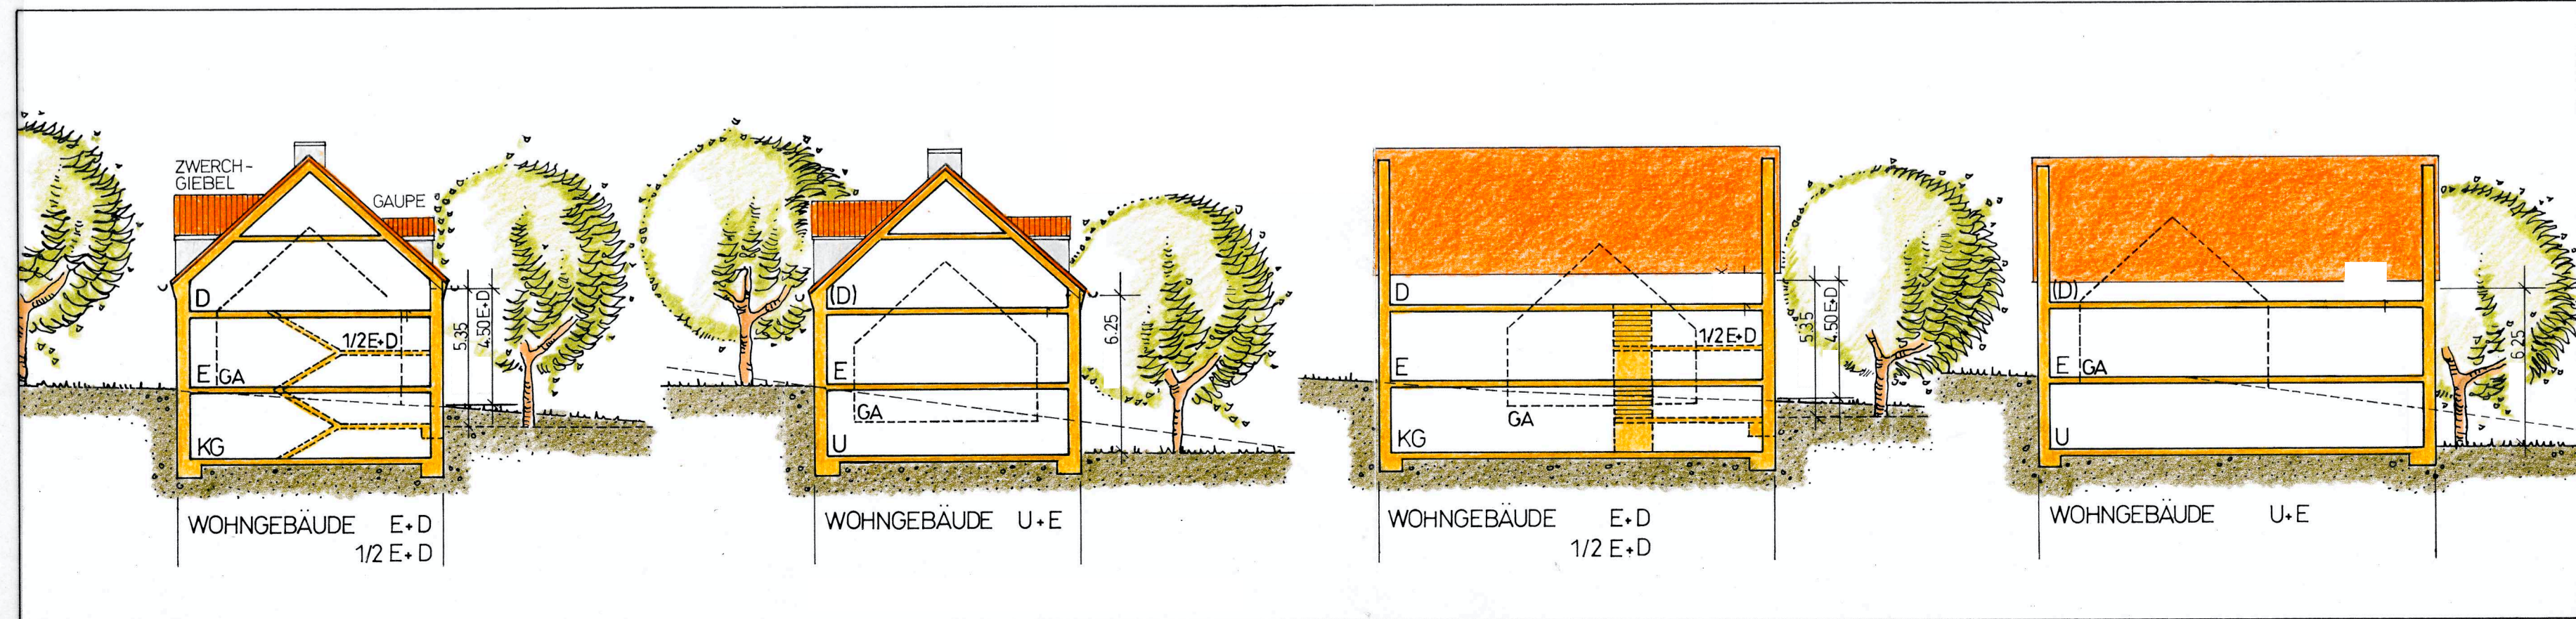 ZWERCH-
GIEBEL
GAUPE
D
1/2 E+D
E
GA
KG
5.35
4.50 E+D
WOHNGEBÄUDE E+D
1/2 E+D
(D)
E
GA
U
6.25
WOHNGEBÄUDE U+E
D
1/2 E+D
E
GA
KG
5.35
4.50 E+D
WOHNGEBÄUDE E+D
1/2 E+D
(D)
E GA
U
6.25
WOHNGEBÄUDE U+E